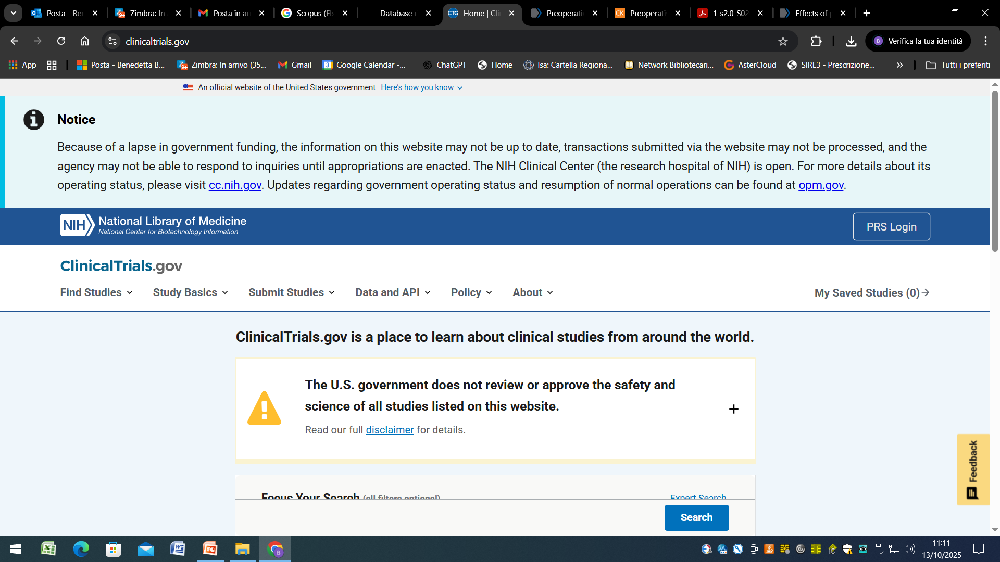 Posta - Ber
Zimbra: In
Posta in arr
Scopus (Els
Database r
CTG
Home | Clin
Preoperativ
CK
Preoperativ
1-s2.0-S02
Effects of p
clinicaltrials.gov
B
Verifica la tua identità
App
Posta - Benedetta B...
Zimbra: In arrivo (35...
Gmail
Google Calendar -...
ChatGPT
Home
Isa: Cartella Regiona...
Network Bibliotecari...
AsterCloud
SIRE3 - Prescrizione...
Tutti i preferiti
An official website of the United States government Here's how you know
Notice
Because of a lapse in government funding, the information on this website may not be up to date, transactions submitted via the website may not be processed, and the
agency may not be able to respond to inquiries until appropriations are enacted. The NIH Clinical Center (the research hospital of NIH) is open. For more details about its
operating status, please visit cc.nih.gov. Updates regarding government operating status and resumption of normal operations can be found at opm.gov.
NIH National Library of Medicine
National Center for Biotechnology Information
PRS Login
ClinicalTrials.gov
Find Studies
Study Basics
Submit Studies
Data and API
Policy
About
My Saved Studies (0)
ClinicalTrials.gov is a place to learn about clinical studies from around the world.
The U.S. government does not review or approve the safety and
science of all studies listed on this website.
Read our full disclaimer for details.
Feedback
Focus Your Search (all filters optional)
Expert Search
Search
11:11
13/10/2025